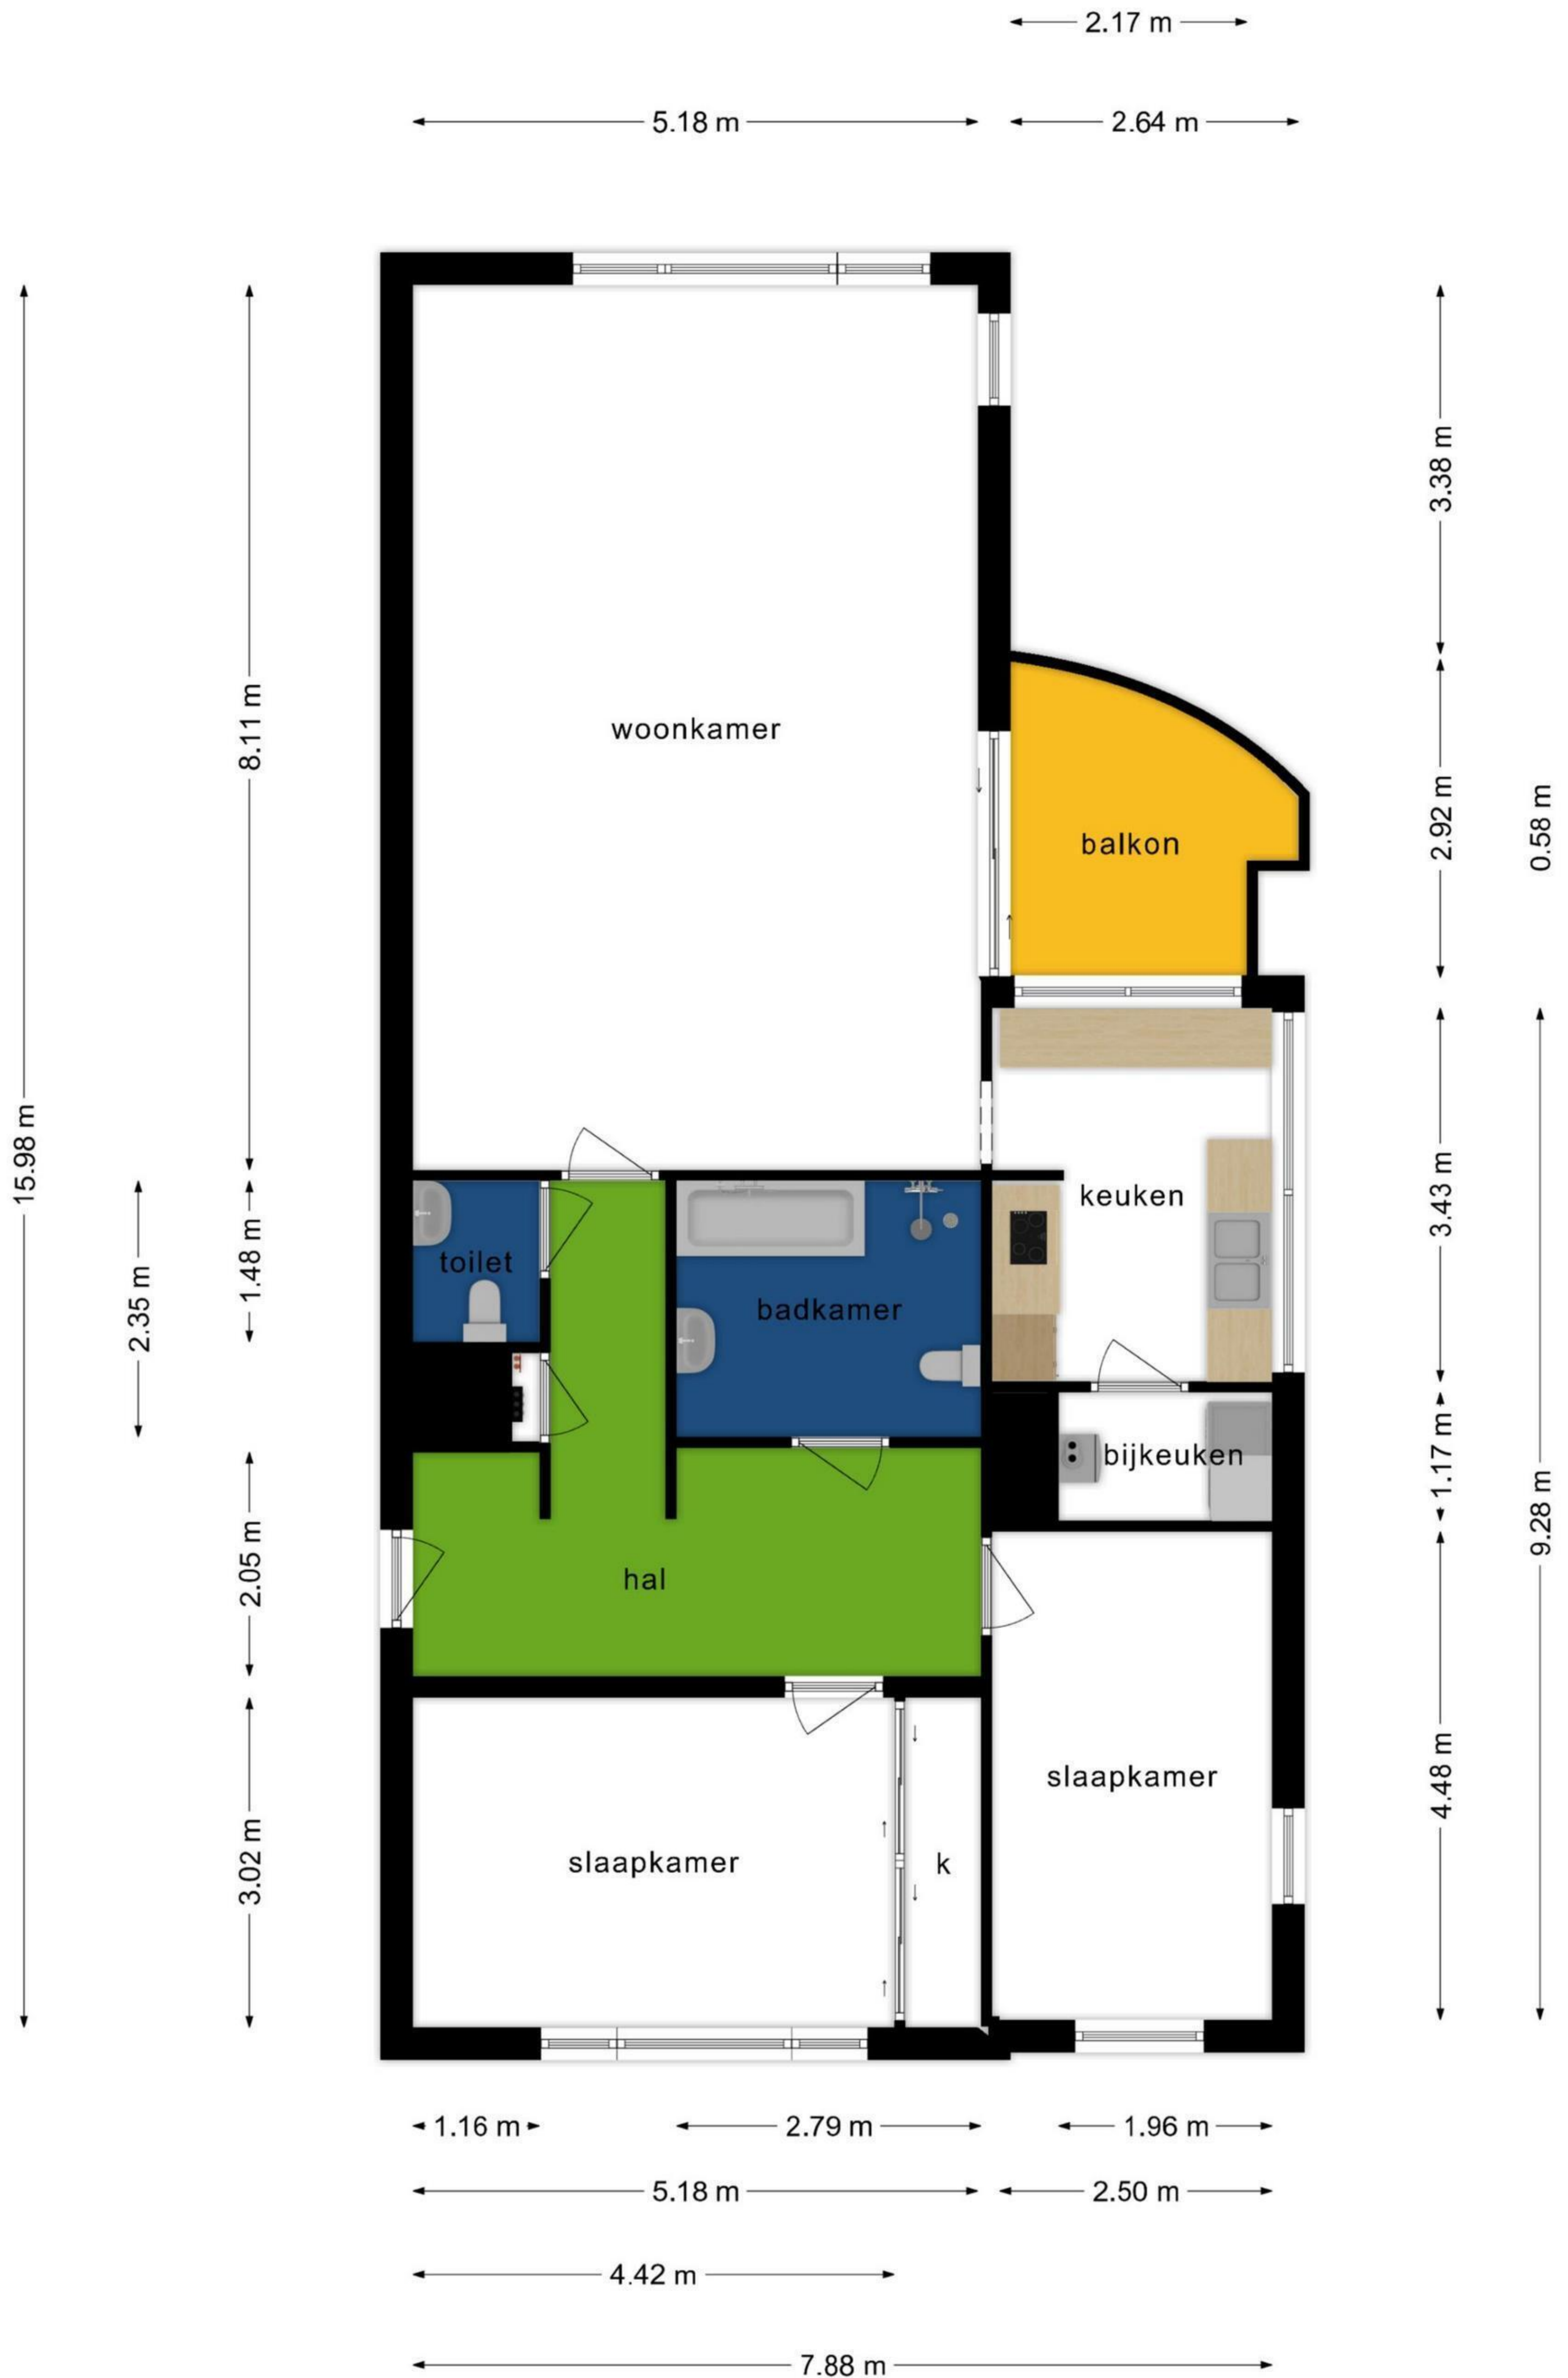 2.17 m
5.18 m
2.64 m
3.38 m
8.11 m
woonkamer
2.92 m
0.58 m
balkon
15.98 m
keuken
3.43 m
1.48 m
toilet
2.35 m
badkamer
1.17 m
bijkeuken
9.28 m
2.05 m
hal
4.48 m
slaapkamer
3.02 m
slaapkamer
k
1.16 m
2.79 m
1.96 m
5.18 m
2.50 m
4.42 m
7.88 m